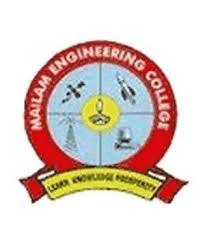 MAILAM ENGINEERING COLLEGE
LEARN KNOWLEDGE PROSPERITY